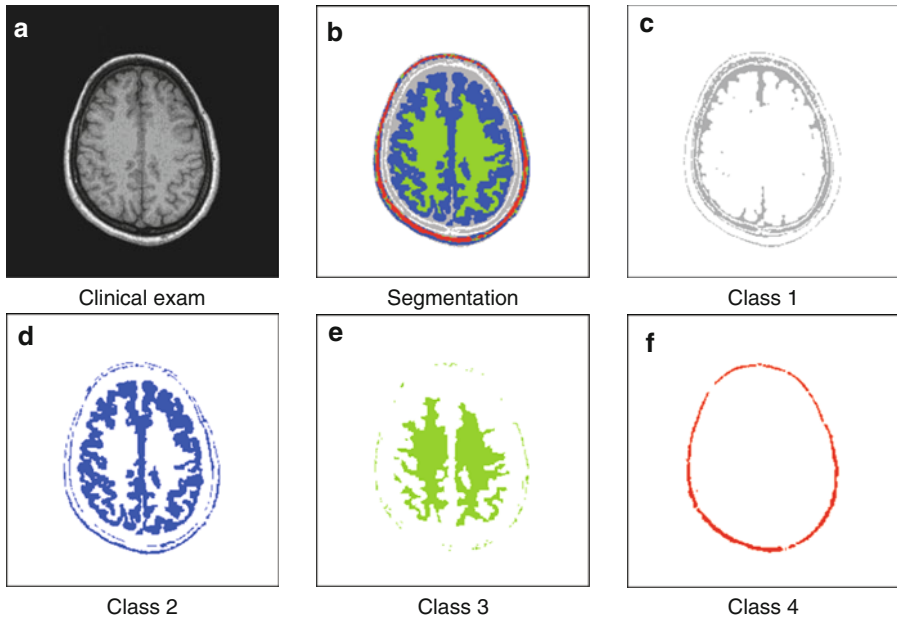 a
b
c
Clinical exam
Segmentation
Class 1
d
e
f
Class 2
Class 3
Class 4